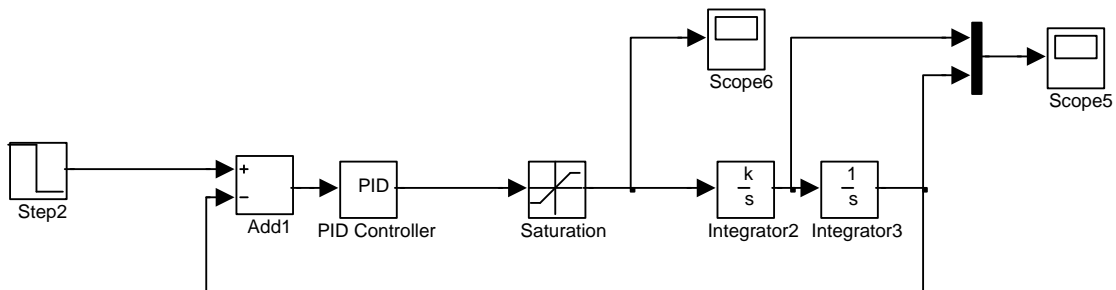 Scope6
Scope5
Step2
+
−
Add1
PID
PID Controller
Saturation
k
s
Integrator2
1
s
Integrator3